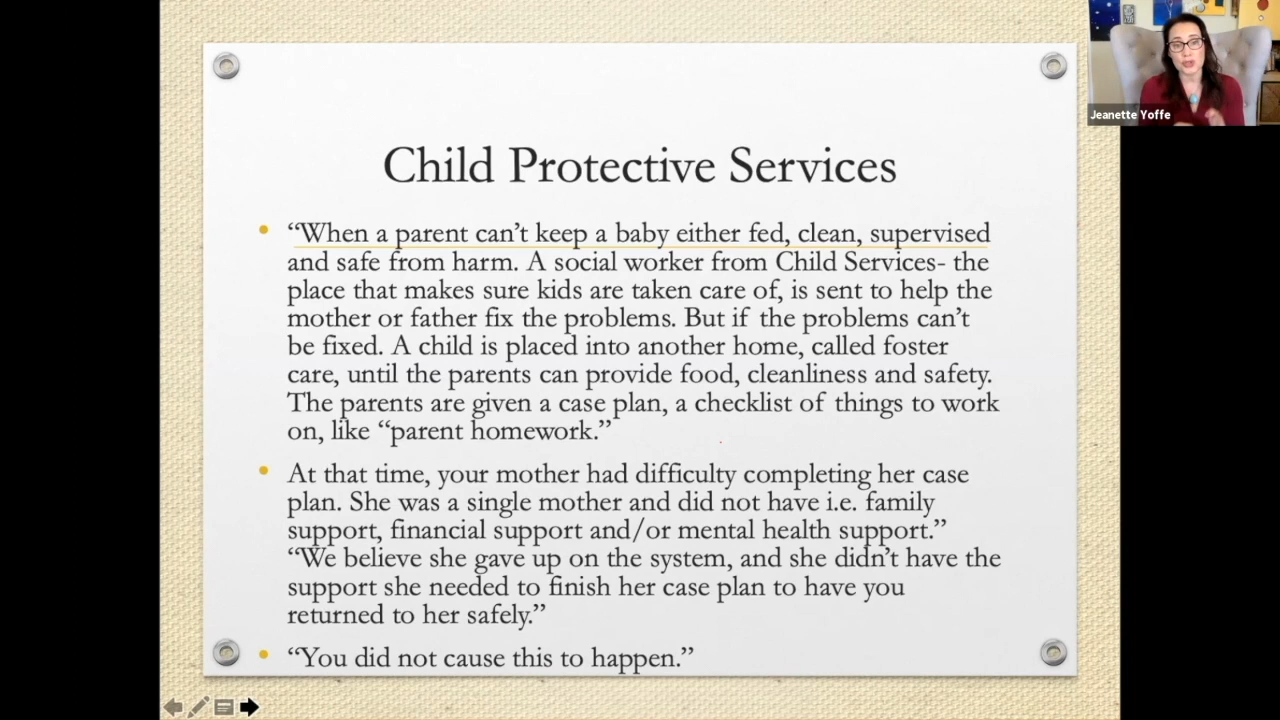 Jeanette Yoffe
Child Protective Services
“When a parent can’t keep a baby either fed, clean, supervised
and safe from harm. A social worker from Child Services- the
place that makes sure kids are taken care of, is sent to help the
mother or father fix the problems. But if the problems can’t
be fixed. A child is placed into another home, called foster
care, until the parents can provide food, cleanliness and safety.
The parents are given a case plan, a checklist of things to work
on, like “parent homework.”
At that time, your mother had difficulty completing her case
plan. She was a single mother and did not have i.e. family
support, financial support and/or mental health support.”
“We believe she gave up on the system, and she didn’t have the
support she needed to finish her case plan to have you
returned to her safely.”
“You did not cause this to happen.”